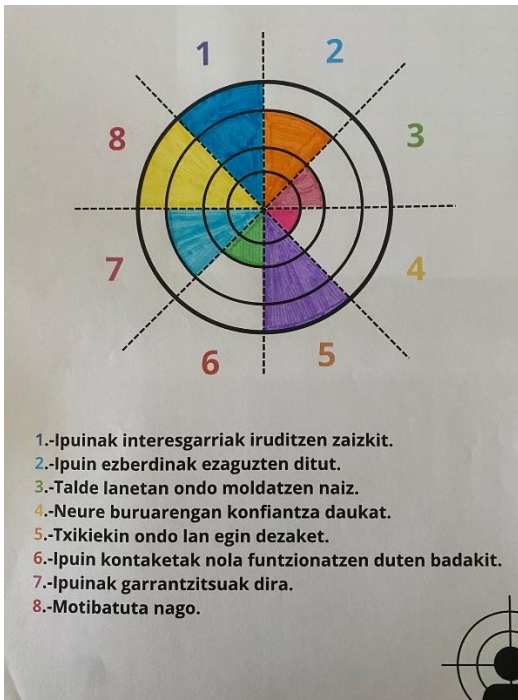 1
2
8
3
7
4
6
5
1.-Ipuinak interesgarriak iruditzen zaizkit.
2.-Ipuin ezberdinak ezaguzten ditut.
3.-Talde lanetan ondo moldatzen naiz.
4.-Neure buruarengan konfiantza daukat.
5.-Txikiekin ondo lan egin dezaket.
6.-Ipuin kontaketak nola funtzionatzen duten badakit.
7.-Ipuinak garrantzitsuak dira.
8.-Motibatuta nago.